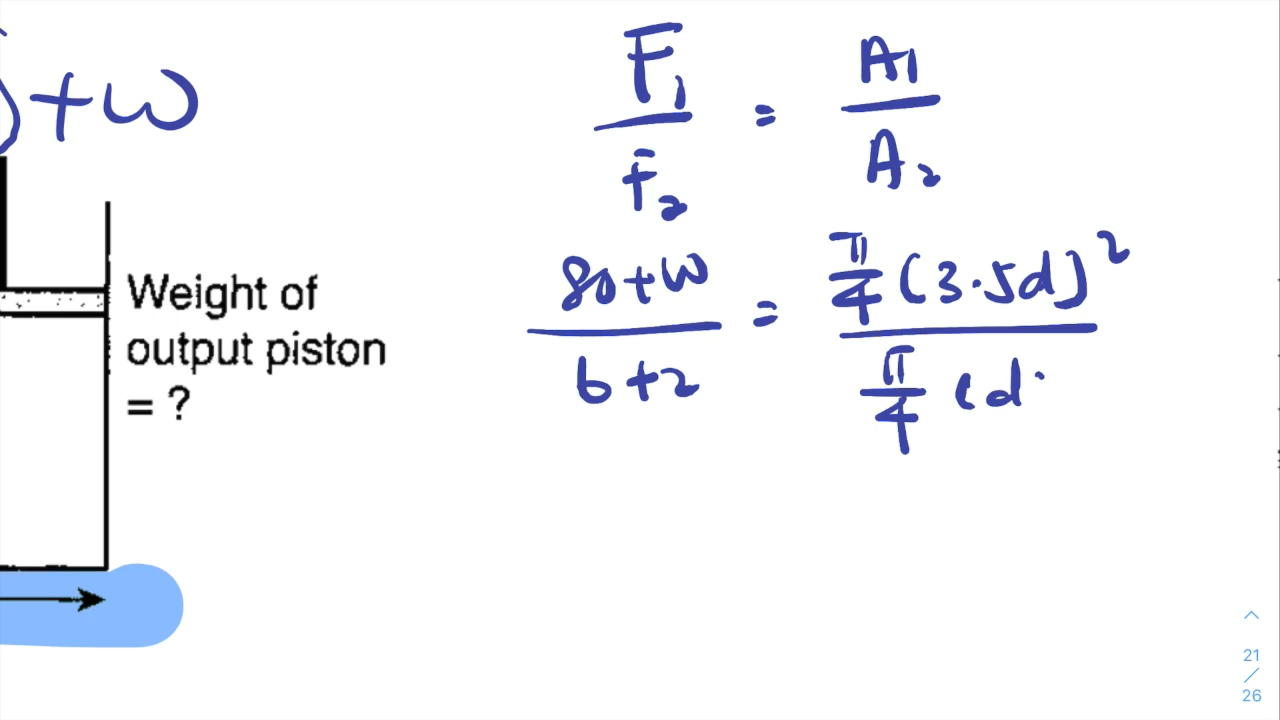 ) + w
F₁/F₂ = A₁/A₂
(80+w)/(6+2) = π/4 (3.5d)² / π/4 (d
Weight of
output piston
= ?
21
/
26